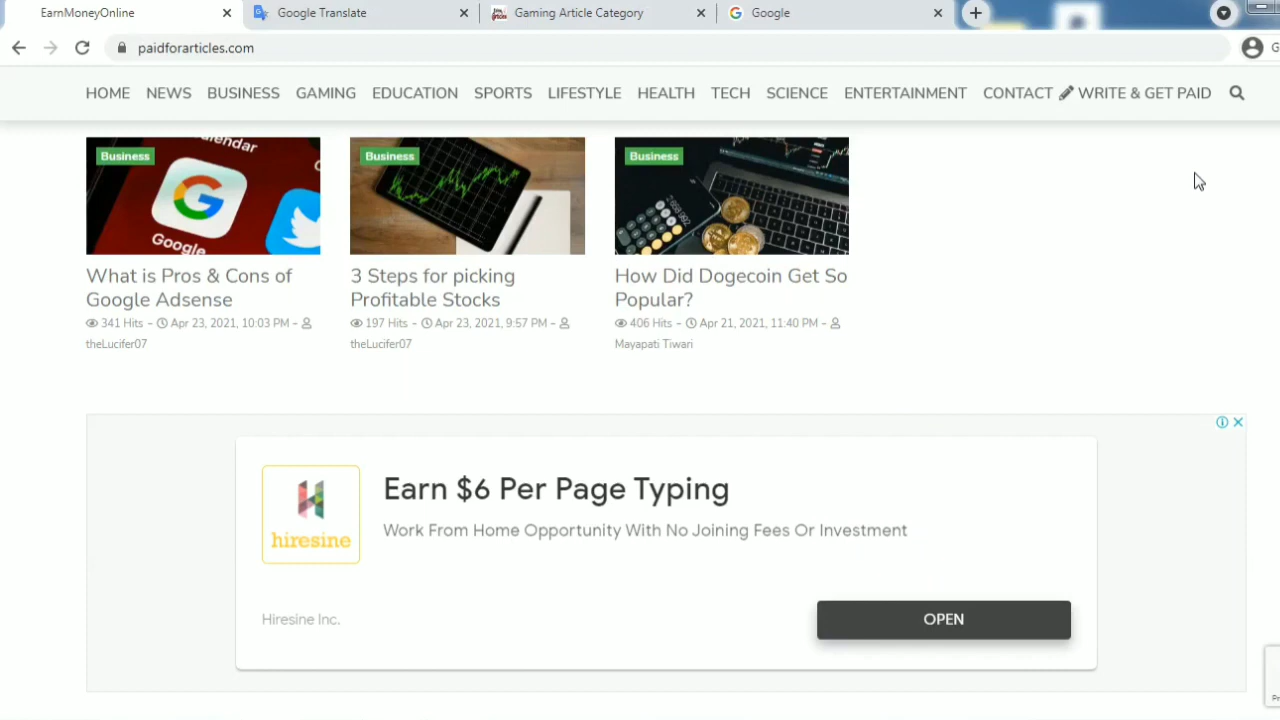 EarnMoneyOnline
Google Translate
Gaming Article Category
Google
paidforarticles.com
HOME NEWS BUSINESS GAMING EDUCATION SPORTS LIFESTYLE HEALTH TECH SCIENCE ENTERTAINMENT CONTACT WRITE & GET PAID
Business
Google
What is Pros & Cons of
Google Adsense
341 Hits - Apr 23, 2021, 10:03 PM -
theLucifer07
Business
3 Steps for picking
Profitable Stocks
197 Hits - Apr 23, 2021, 9:57 PM -
theLucifer07
Business
How Did Dogecoin Get So
Popular?
406 Hits - Apr 21, 2021, 11:40 PM -
Mayapati Tiwari
hiresine
Earn $6 Per Page Typing
Work From Home Opportunity With No Joining Fees Or Investment
Hiresine Inc.
OPEN